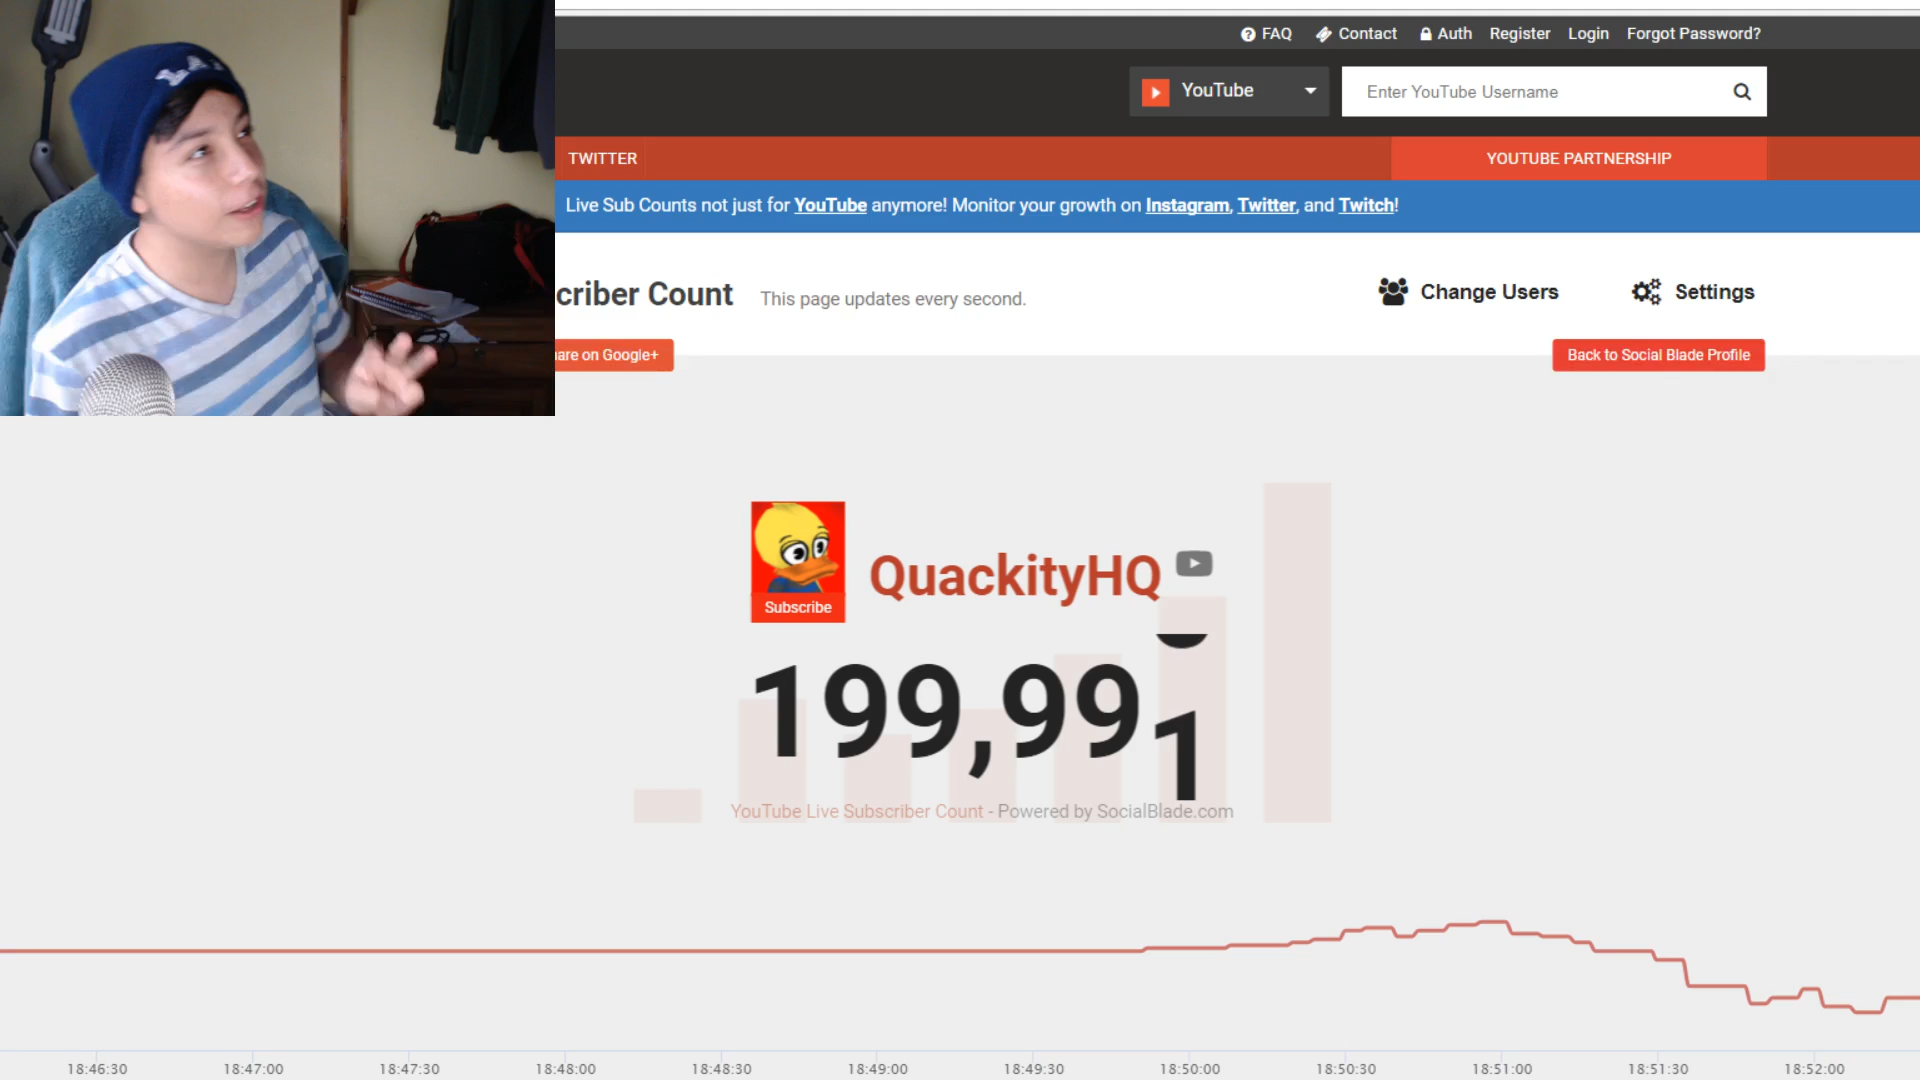 FAQ Contact Auth Register Login Forgot Password?
YouTube Enter YouTube Username
TWITTER YOUTUBE PARTNERSHIP
Live Sub Counts not just for YouTube anymore! Monitor your growth on Instagram, Twitter, and Twitch!
criber Count This page updates every second. Change Users Settings
are on Google+ Back to Social Blade Profile
QuackityHQ
Subscribe
199,991
YouTube Live Subscriber Count - Powered by SocialBlade.com
18:46:30 18:47:00 18:47:30 18:48:00 18:48:30 18:49:00 18:49:30 18:50:00 18:50:30 18:51:00 18:51:30 18:52:00